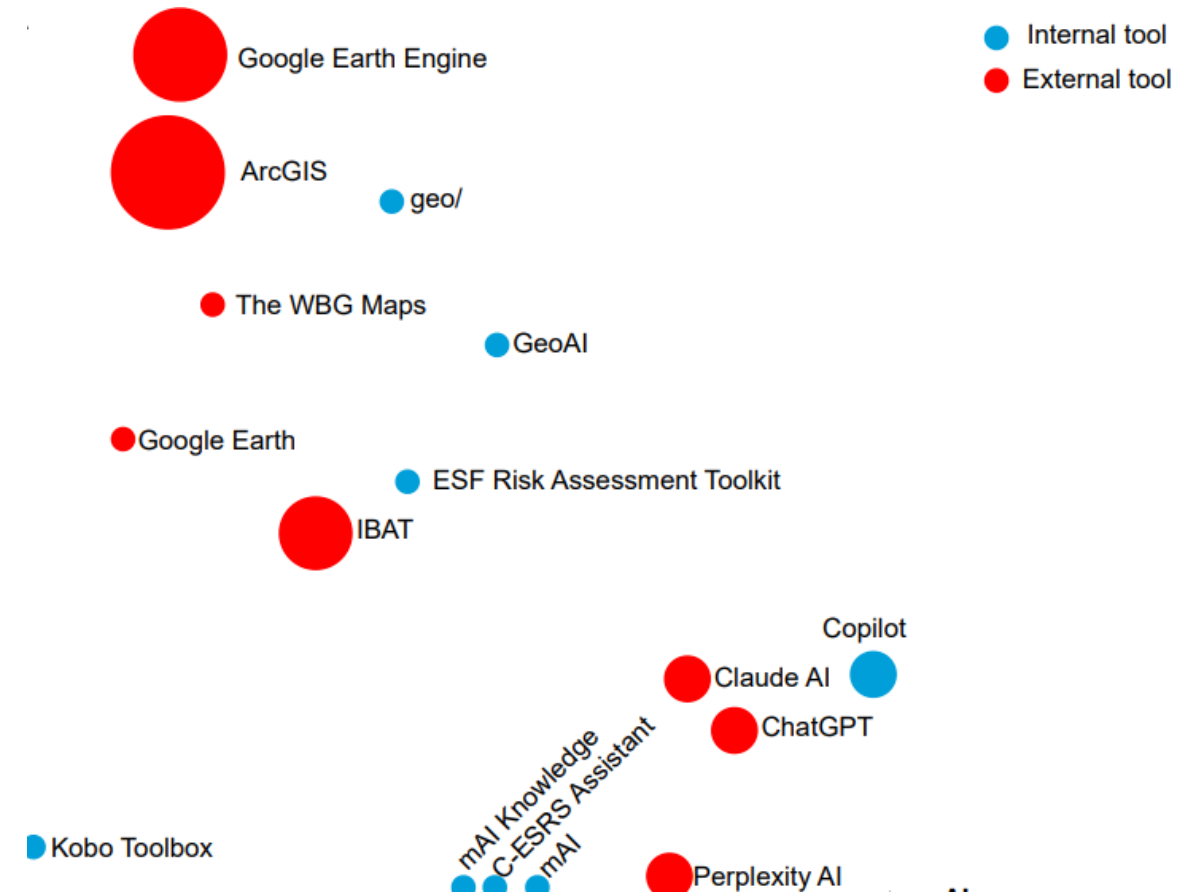 Internal tool
Google Earth Engine
External tool
ArcGIS
geo/
The WBG Maps
GeoAI
Google Earth
ESF Risk Assessment Toolkit
IBAT
Copilot
Claude AI
ChatGPT
mAI Knowledge
C-ESRS Assistant
mAI
Kobo Toolbox
Perplexity AI